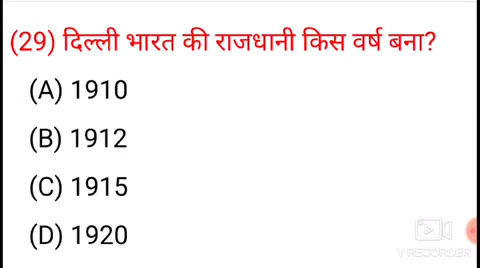 (29) दिल्ली भारत की राजधानी किस वर्ष बना?
(A) 1910
(B) 1912
(C) 1915
(D) 1920
V RECORDER